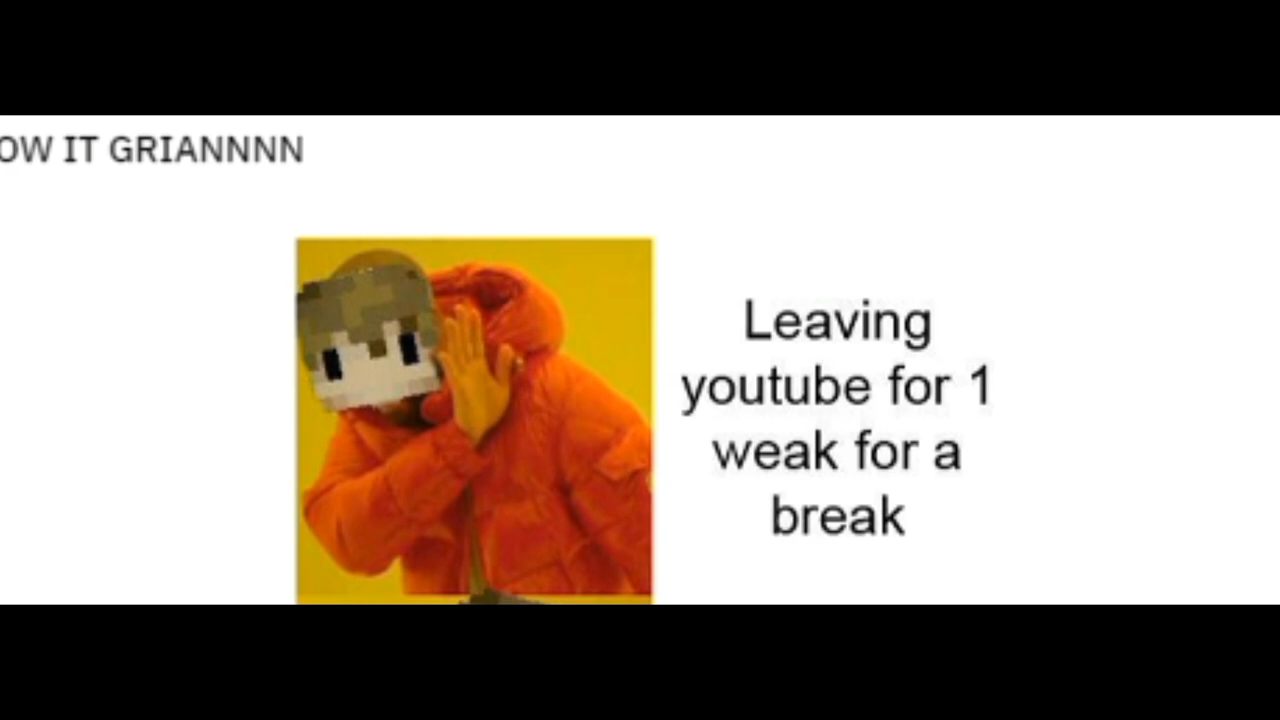 OW IT GRIANNNN
Leaving
youtube for 1
weak for a
break